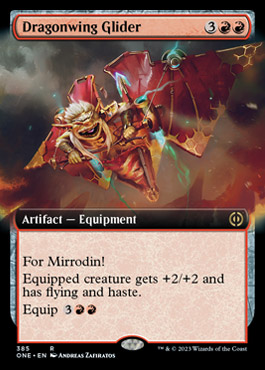 Dragonwing Glider 3
Artifact — Equipment
For Mirrodin!
Equipped creature gets +2/+2 and
has flying and haste.
Equip 3
385 R
ONE • EN ANDREAS ZAFIRATOS
™ & © 2023 Wizards of the Coast